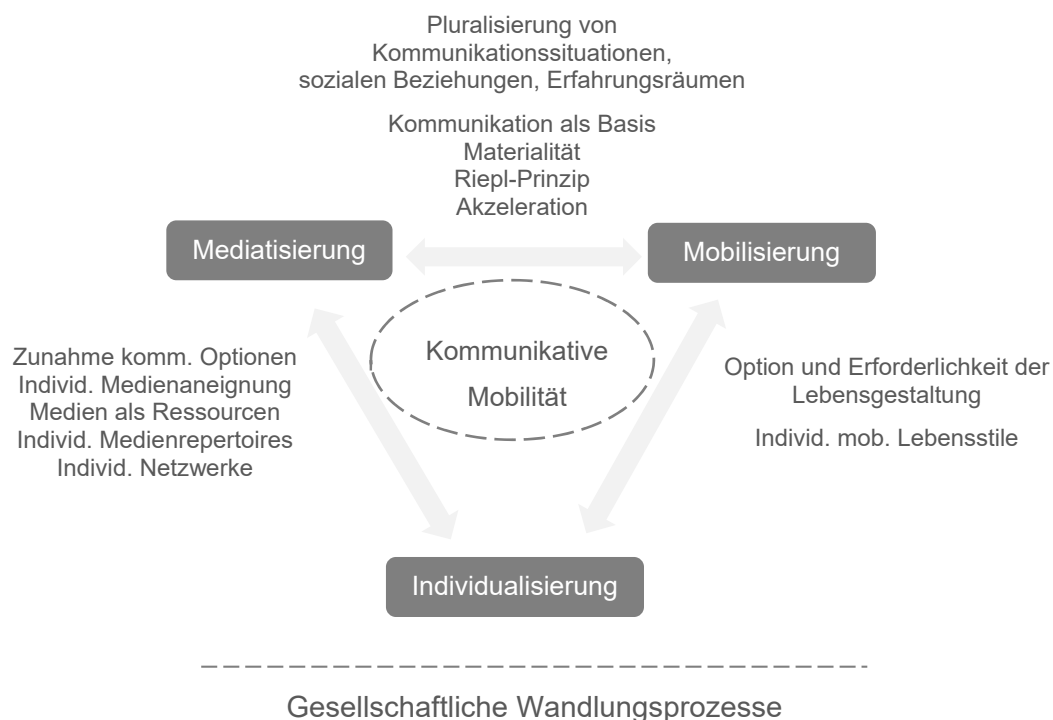 Pluralisierung von
Kommunikationssituationen,
sozialen Beziehungen, Erfahrungsräumen
Kommunikation als Basis
Materialität
Riepl-Prinzip
Akzeleration
Mediatisierung
Mobilisierung
Kommunikative
Mobilität
Zunahme komm. Optionen
Individ. Medienaneignung
Medien als Ressourcen
Individ. Medienrepertoires
Individ. Netzwerke
Option und Erforderlichkeit der
Lebensgestaltung
Individ. mob. Lebensstile
Individualisierung
Gesellschaftliche Wandlungsprozesse